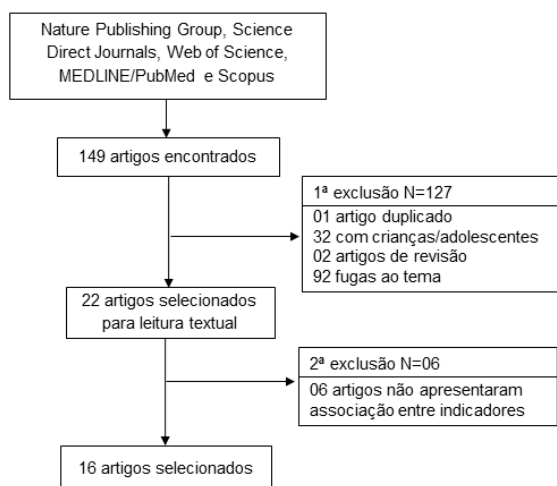 Nature Publishing Group, Science
Direct Journals, Web of Science,
MEDLINE/PubMed e Scopus
149 artigos encontrados
1ª exclusão N=127
01 artigo duplicado
32 com crianças/adolescentes
02 artigos de revisão
92 fugas ao tema
22 artigos selecionados
para leitura textual
2ª exclusão N=06
06 artigos não apresentaram
associação entre indicadores
16 artigos selecionados